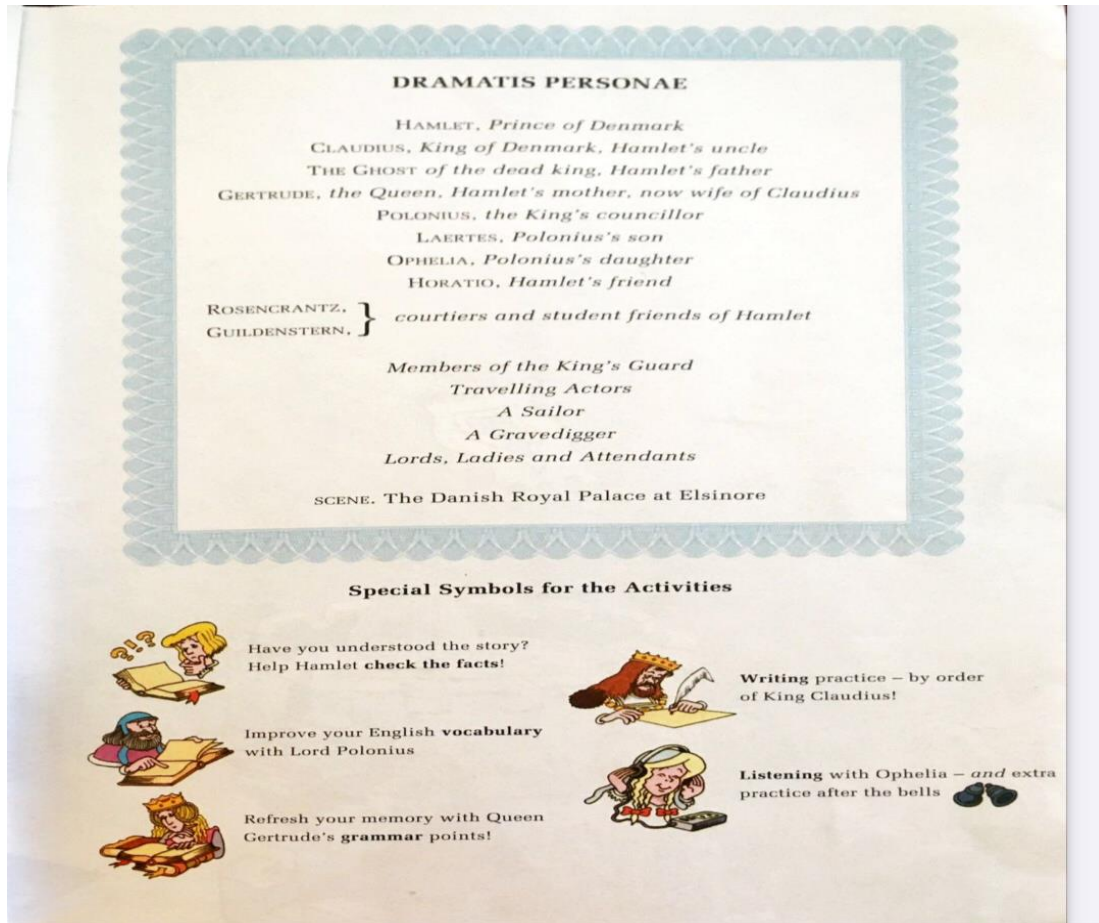 DRAMATIS PERSONAE
HAMLET, Prince of Denmark
CLAUDIUS, King of Denmark, Hamlet's uncle
THE GHOST of the dead king, Hamlet's father
GERTRUDE, the Queen, Hamlet's mother, now wife of Claudius
POLONIUS, the King's councillor
LAERTES, Polonius's son
OPHELIA, Polonius's daughter
HORATIO, Hamlet's friend
ROSENCRANTZ,
GUILDENSTERN, } courtiers and student friends of Hamlet
Members of the King's Guard
Travelling Actors
A Sailor
A Gravedigger
Lords, Ladies and Attendants
SCENE. The Danish Royal Palace at Elsinore
Special Symbols for the Activities
?!?
Have you understood the story?
Help Hamlet check the facts!
Improve your English vocabulary
with Lord Polonius
Refresh your memory with Queen
Gertrude's grammar points!
Writing practice – by order
of King Claudius!
Listening with Ophelia – and extra
practice after the bells